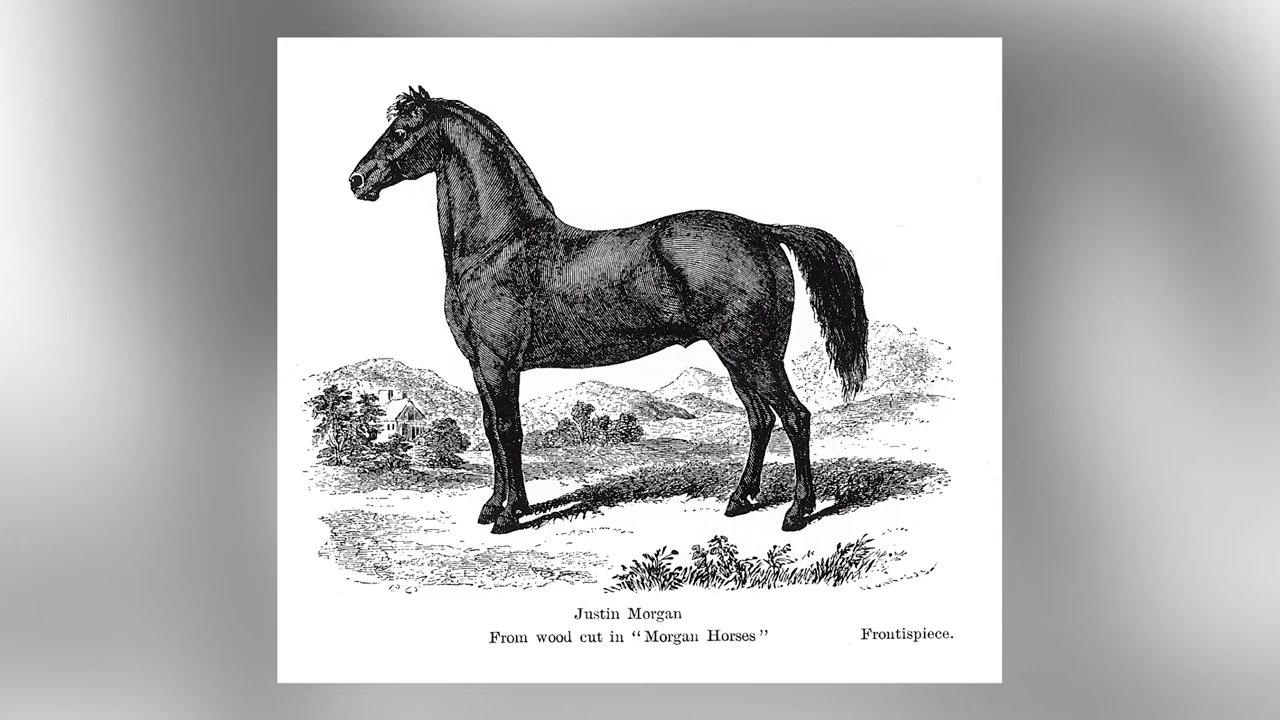 Justin Morgan
From wood cut in “Morgan Horses”
Frontispiece.